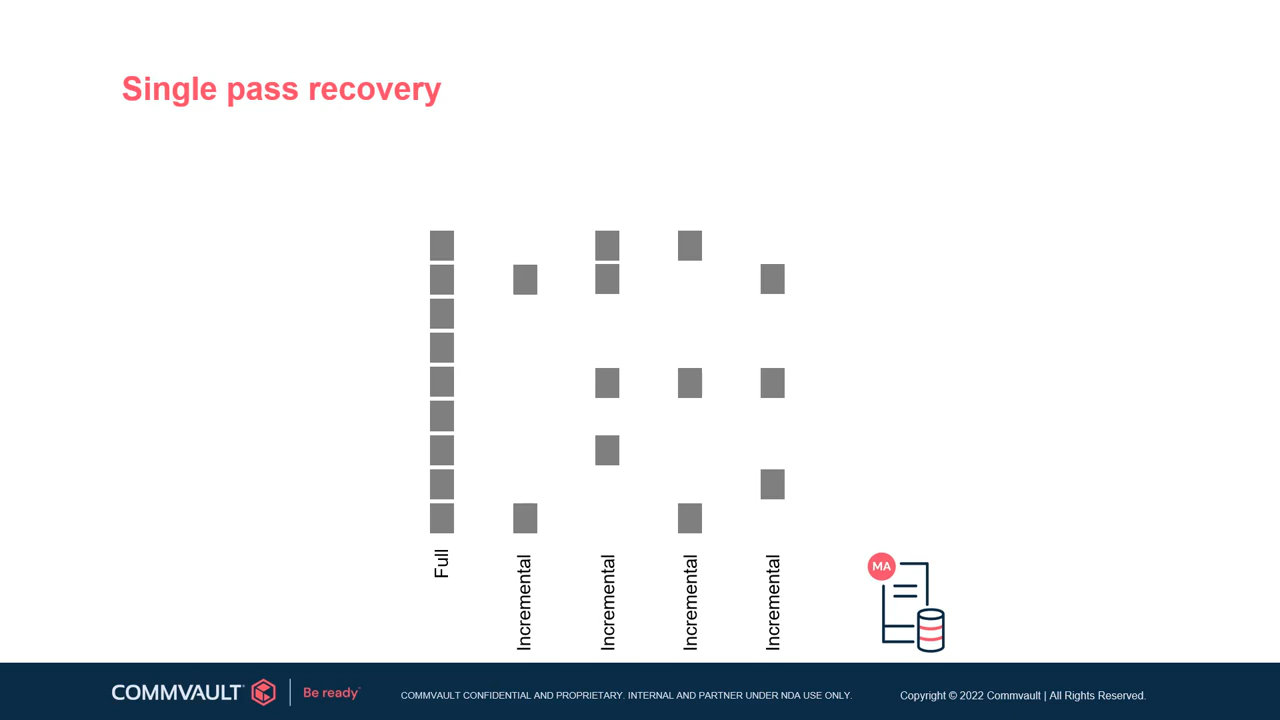 Single pass recovery
Full
Incremental
Incremental
Incremental
Incremental
MA
COMMVAULT
Be ready
COMMVAULT CONFIDENTIAL AND PROPRIETARY. INTERNAL AND PARTNER UNDER NDA USE ONLY.
Copyright © 2022 Commvault | All Rights Reserved.